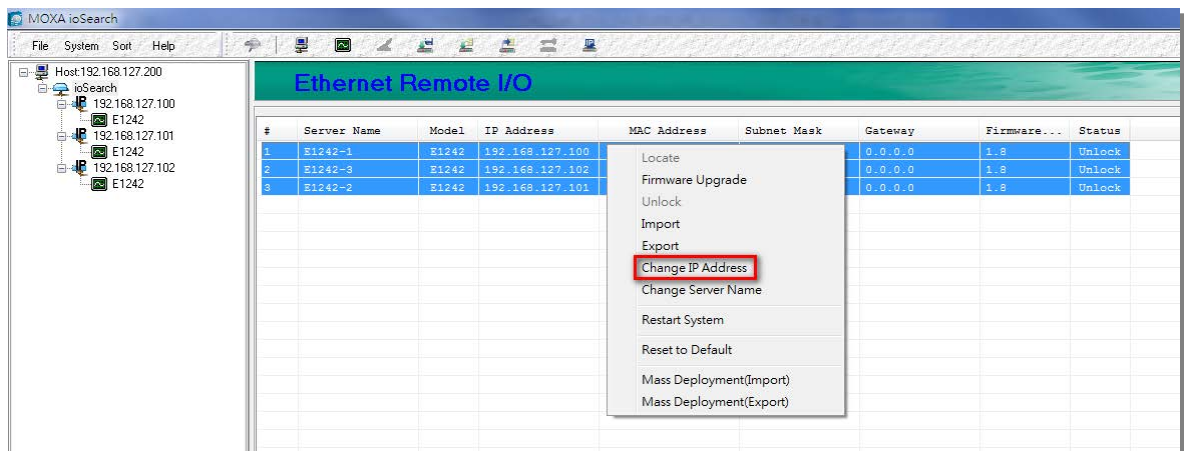 MOXA ioSearch
File System Sort Help
Host:192.168.127.200
ioSearch
192.168.127.100
E1242
192.168.127.101
E1242
192.168.127.102
E1242
Ethernet Remote I/O
# Server Name Model IP Address MAC Address Subnet Mask Gateway Firmware... Status
1 E1242-1 E1242 192.168.127.100 0.0.0.0 1.8 Unlock
2 E1242-3 E1242 192.168.127.102 0.0.0.0 1.8 Unlock
3 E1242-2 E1242 192.168.127.101 0.0.0.0 1.8 Unlock
Locate
Firmware Upgrade
Unlock
Import
Export
Change IP Address
Change Server Name
Restart System
Reset to Default
Mass Deployment(Import)
Mass Deployment(Export)